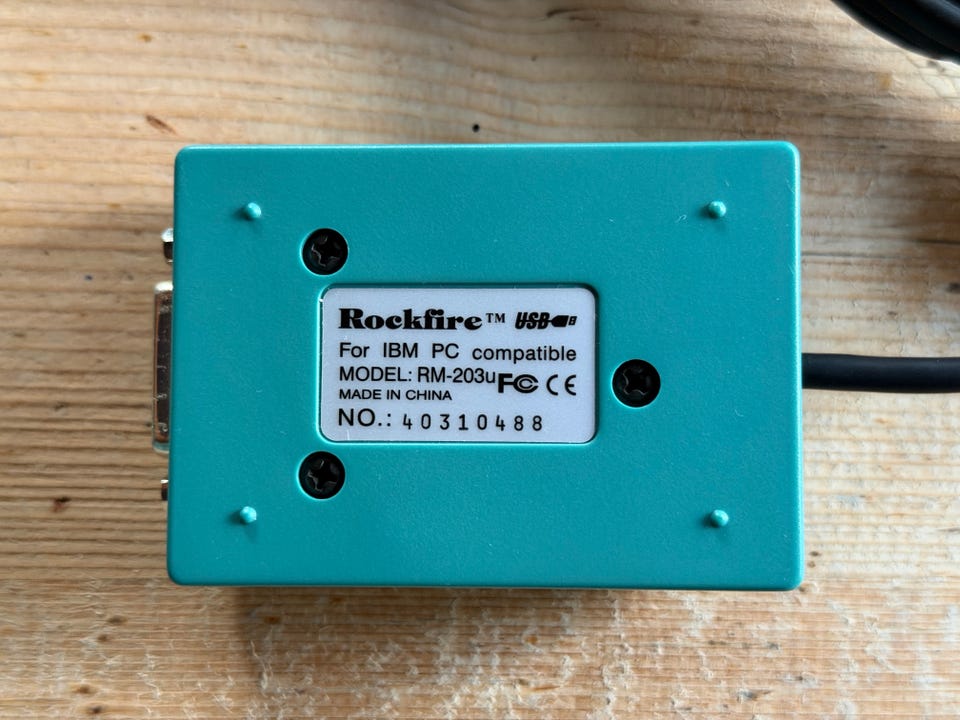 Rockfire™ USB
For IBM PC compatible
MODEL: RM-203u FC CE
MADE IN CHINA
NO.: 40310488